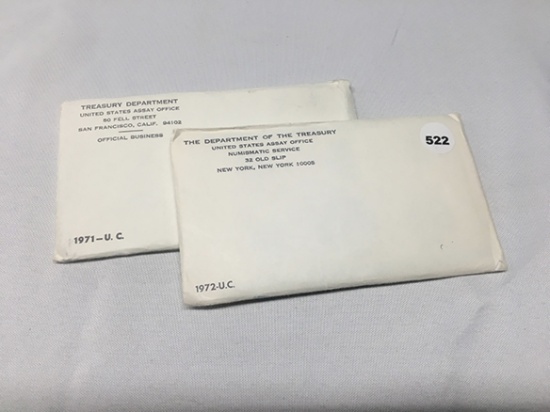 TREASURY DEPARTMENT
UNITED STATES ASSAY OFFICE
50 FELL STREET
SAN FRANCISCO, CALIF. 94102
OFFICIAL BUSINESS
1971—U. C.
THE DEPARTMENT OF THE TREASURY
UNITED STATES ASSAY OFFICE
NUMISMATIC SERVICE
32 OLD SLIP
NEW YORK, NEW YORK 10005
522
1972-U.C.